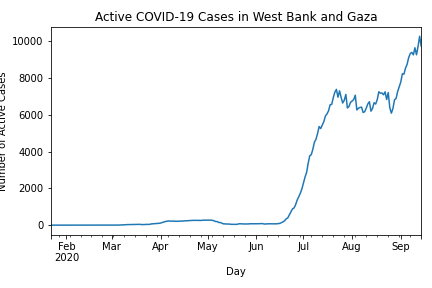 Active COVID-19 Cases in West Bank and Gaza
Number of Active Cases
10000
8000
6000
4000
2000
0
Feb Mar Apr May Jun Jul Aug Sep
2020
Day